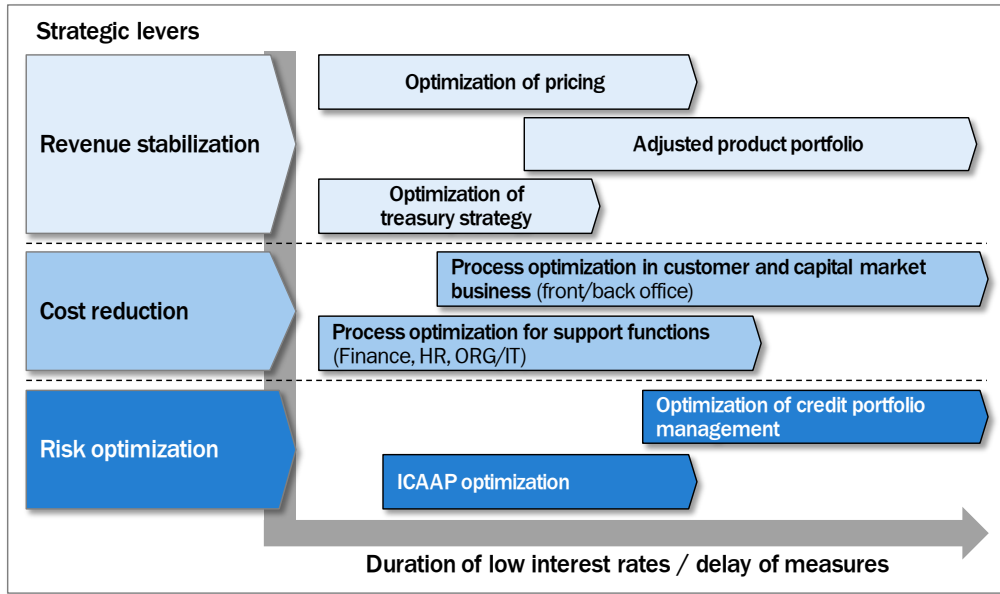 Strategic levers
Revenue stabilization
Optimization of pricing
Adjusted product portfolio
Optimization of
treasury strategy
Cost reduction
Process optimization in customer and capital market
business (front/back office)
Process optimization for support functions
(Finance, HR, ORG/IT)
Risk optimization
Optimization of credit portfolio
management
ICAAP optimization
Duration of low interest rates / delay of measures